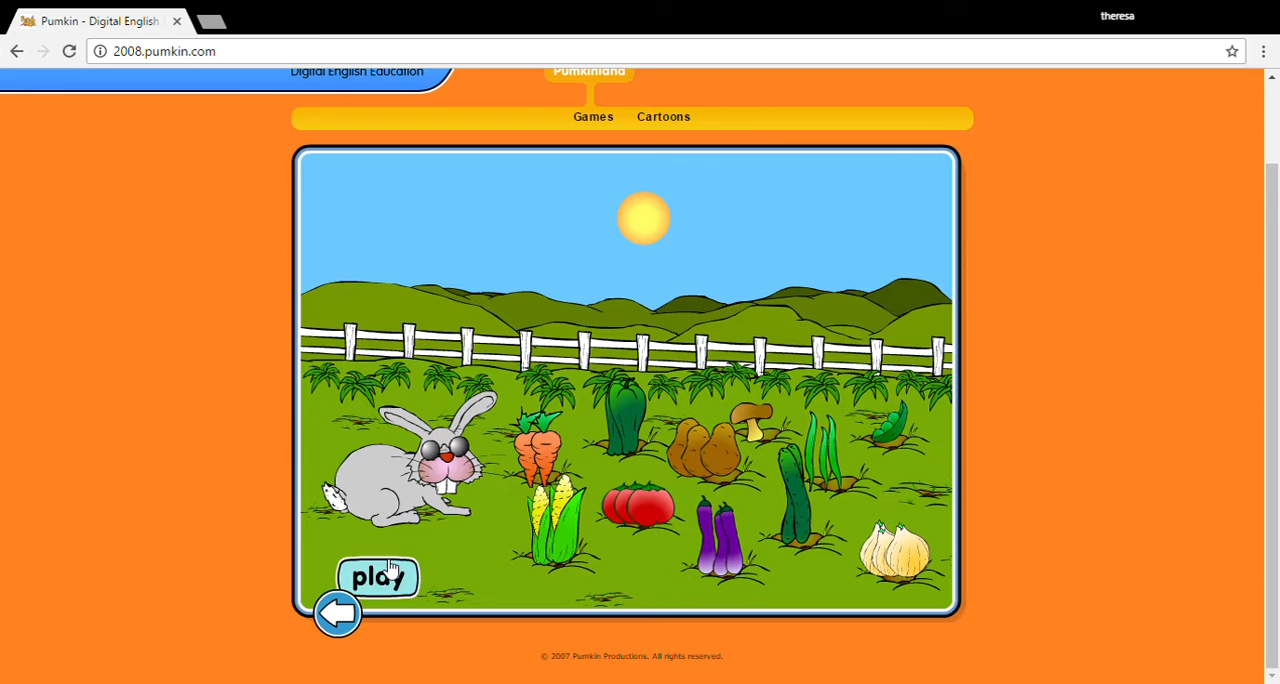 theresa
Pumkin - Digital English
2008.pumkin.com
Digital English Education
Pumkinland
Games Cartoons
play
© 2007 Pumkin Productions. All rights reserved.